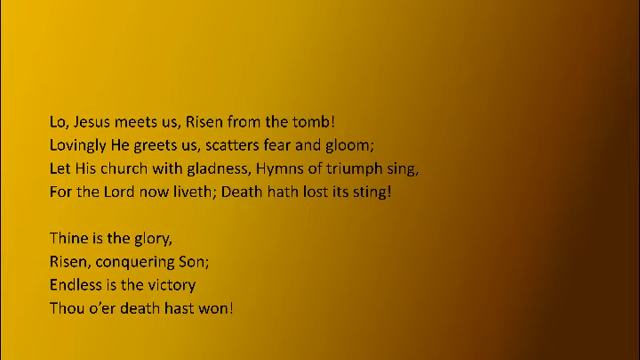 Lo, Jesus meets us, Risen from the tomb!
Lovingly He greets us, scatters fear and gloom;
Let His church with gladness, Hymns of triumph sing,
For the Lord now liveth; Death hath lost its sting!
Thine is the glory,
Risen, conquering Son;
Endless is the victory
Thou o’er death hast won!